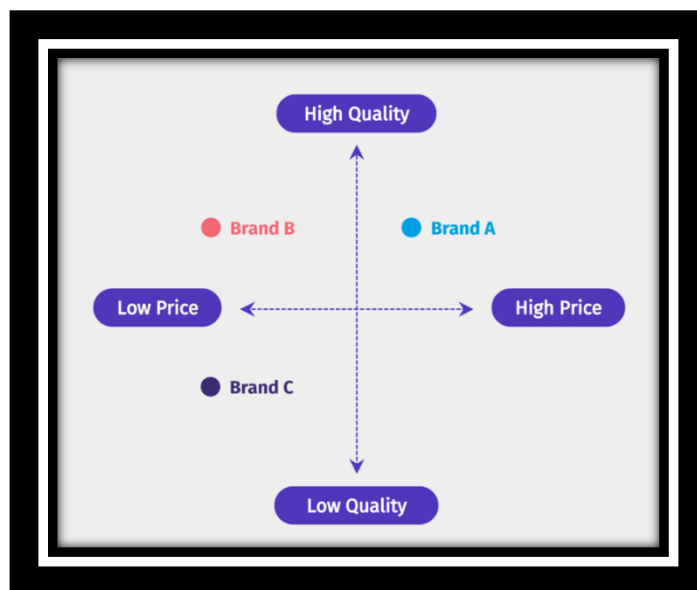 High Quality
Brand B
Brand A
Low Price
High Price
Brand C
Low Quality